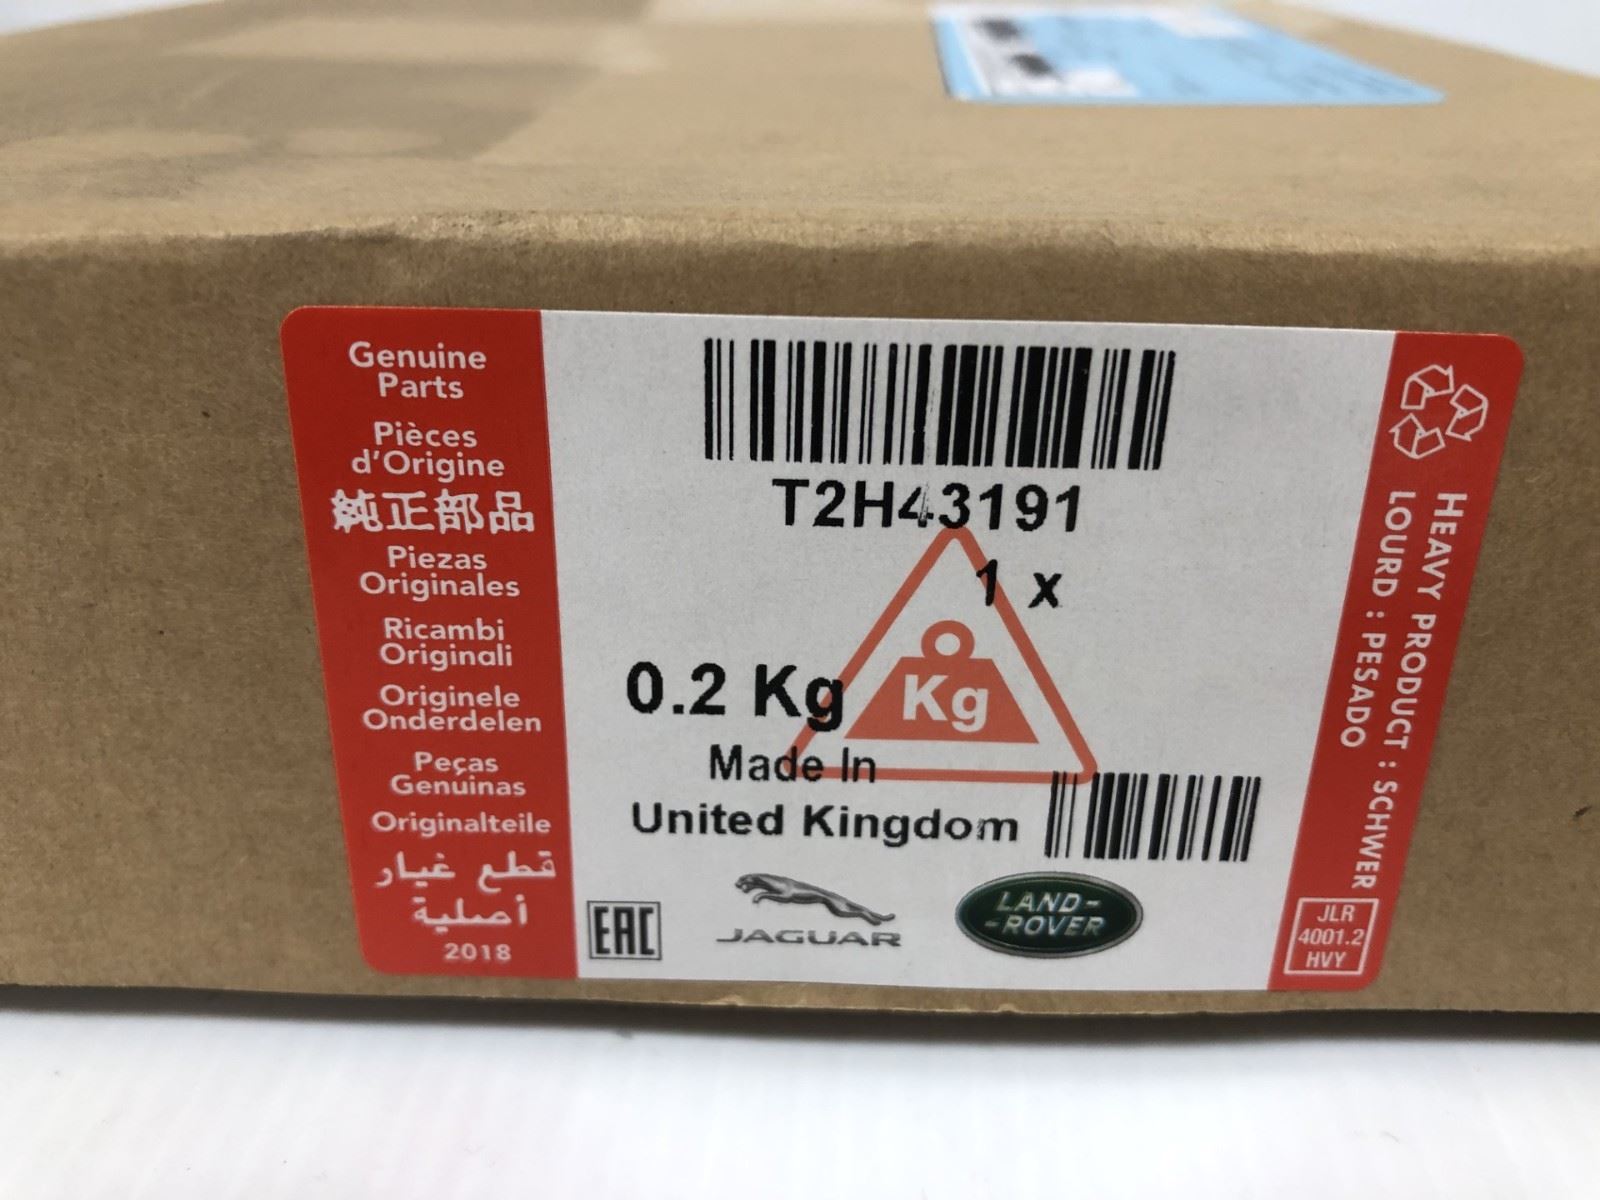 Genuine
Parts
Pièces
d'Origine
純正部品
Piezas
Originales
Ricambi
Originali
Originele
Onderdelen
Peças
Genuinas
Originalteile
قطع غيار
أصلية
2018
T2H43191
1 x
0.2 Kg
Kg
Made In
United Kingdom
EAC
JAGUAR
LAND-
-ROVER
HEAVY PRODUCT : SCHWER
LOURD : PESADO
JLR
4001.2
HVY